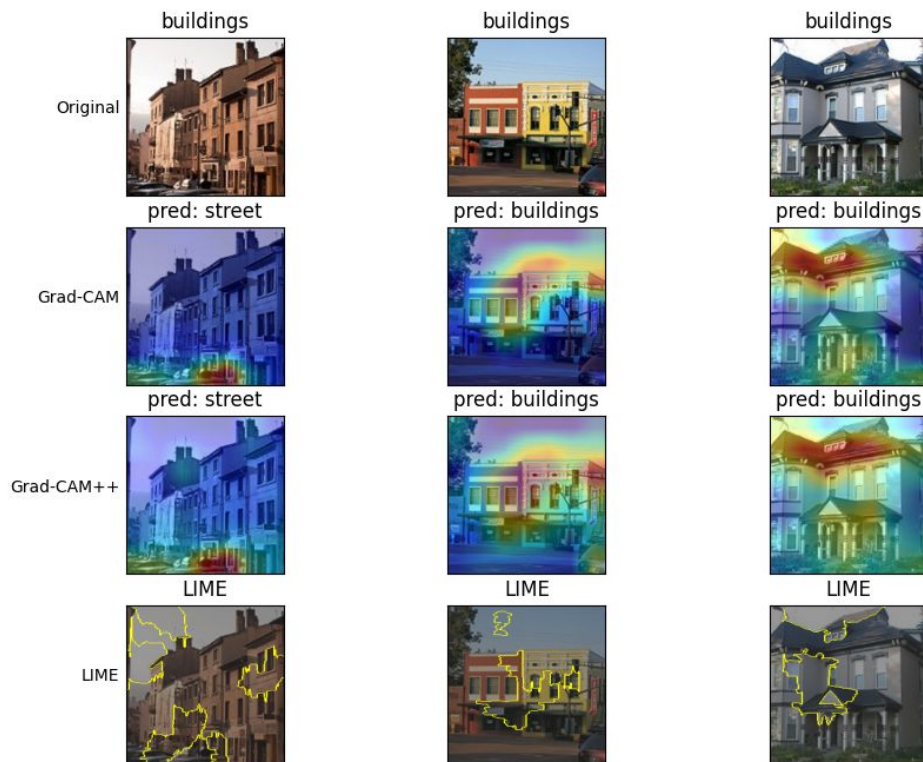 buildings buildings buildings
Original
pred: street pred: buildings pred: buildings
Grad-CAM
pred: street pred: buildings pred: buildings
Grad-CAM++
LIME LIME LIME
LIME